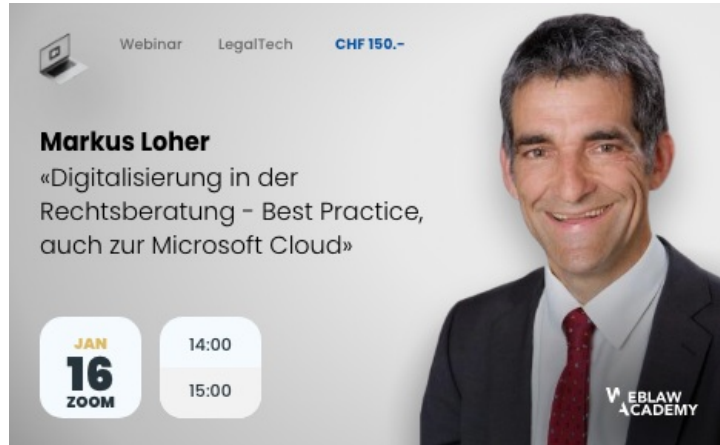 Webinar LegalTech CHF 150.-
Markus Loher
«Digitalisierung in der
Rechtsberatung - Best Practice,
auch zur Microsoft Cloud»
JAN
16
ZOOM
14:00
15:00
WEBLAW
ACADEMY